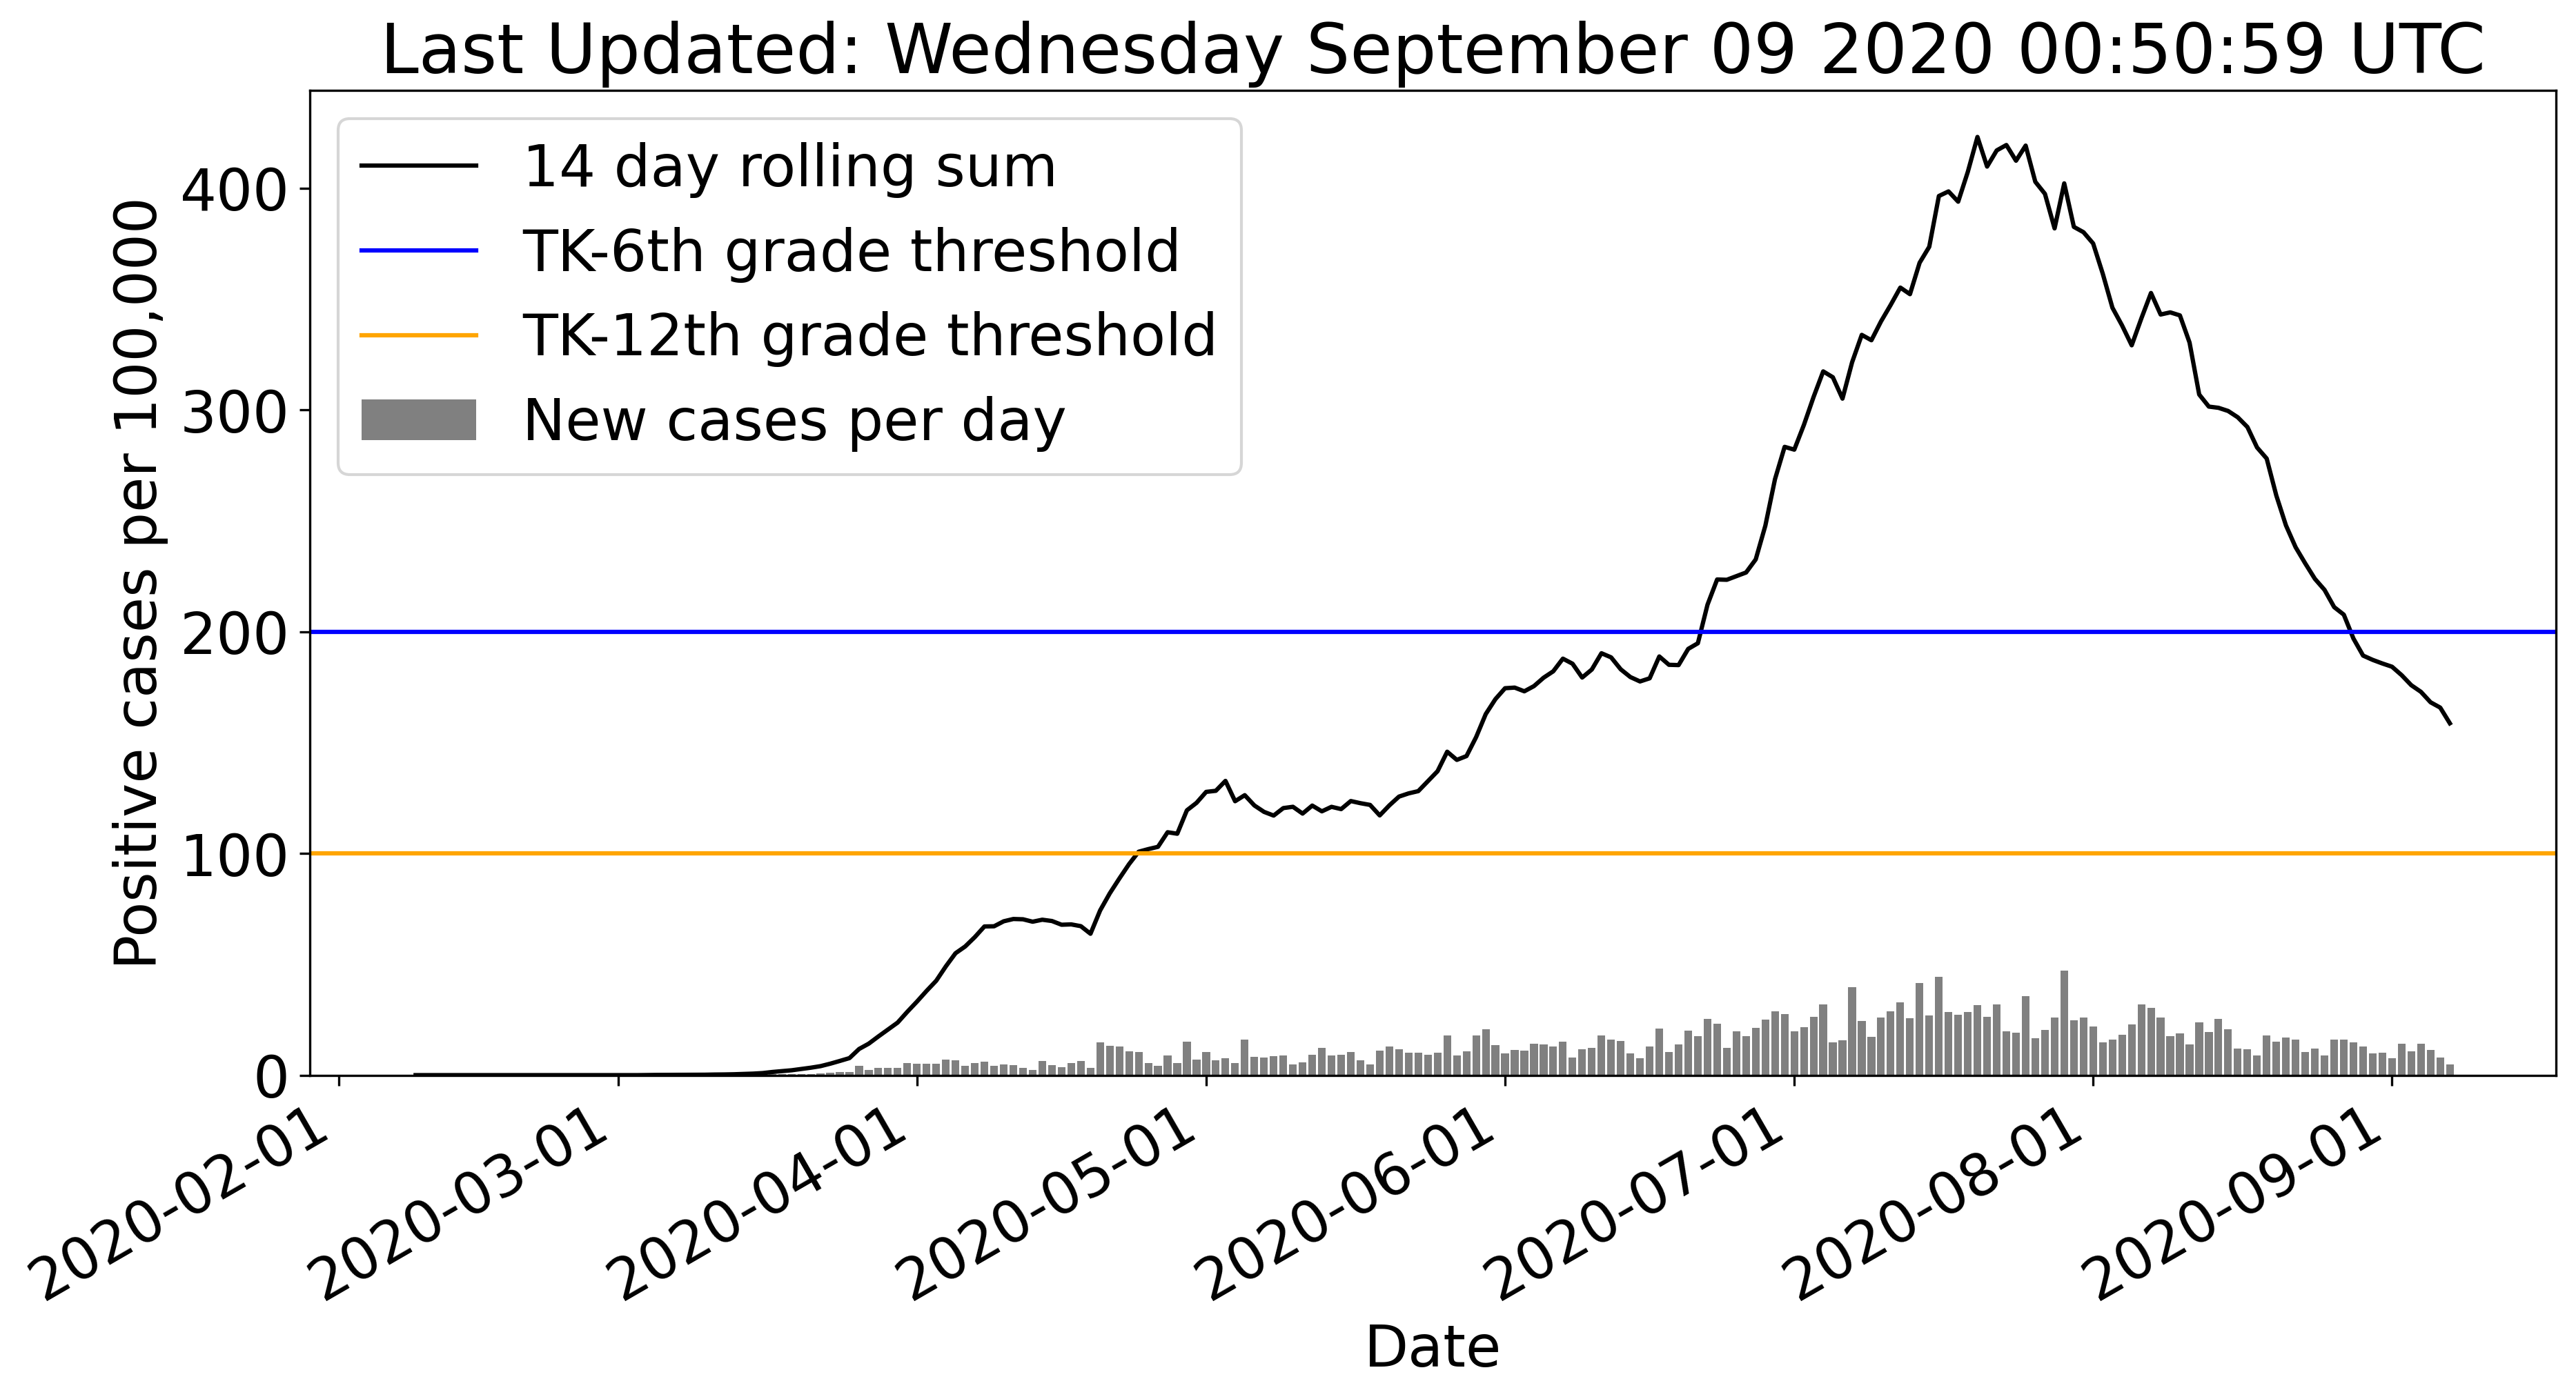 Last Updated: Wednesday September 09 2020 00:50:59 UTC
14 day rolling sum
TK-6th grade threshold
TK-12th grade threshold
New cases per day
Positive cases per 100,000
400
300
200
100
0
2020-02-01
2020-03-01
2020-04-01
2020-05-01
2020-06-01
2020-07-01
2020-08-01
2020-09-01
Date